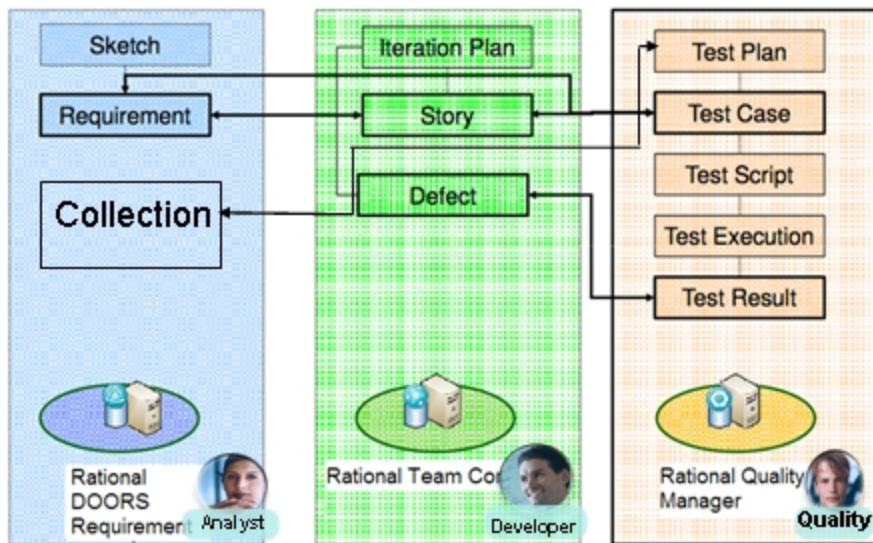 Sketch
Requirement
Collection
Rational
DOORS
Requirement
Analyst
Iteration Plan
Story
Defect
Rational Team Co
Developer
Test Plan
Test Case
Test Script
Test Execution
Test Result
Rational Quality
Manager
Quality